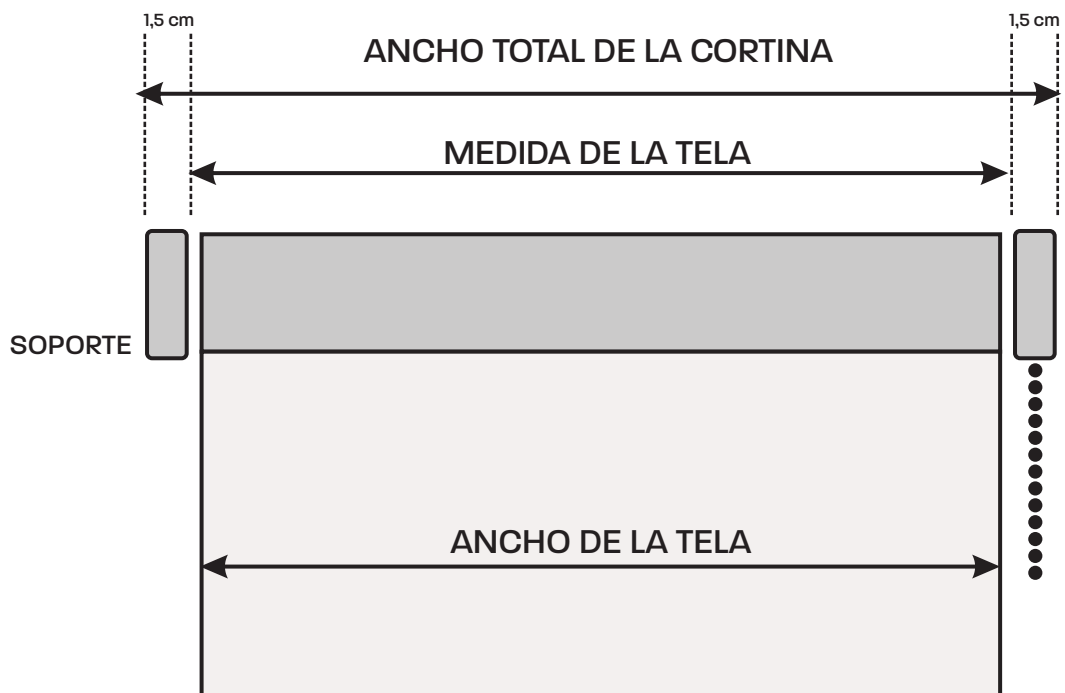 1,5 cm
1,5 cm
ANCHO TOTAL DE LA CORTINA
MEDIDA DE LA TELA
SOPORTE
ANCHO DE LA TELA